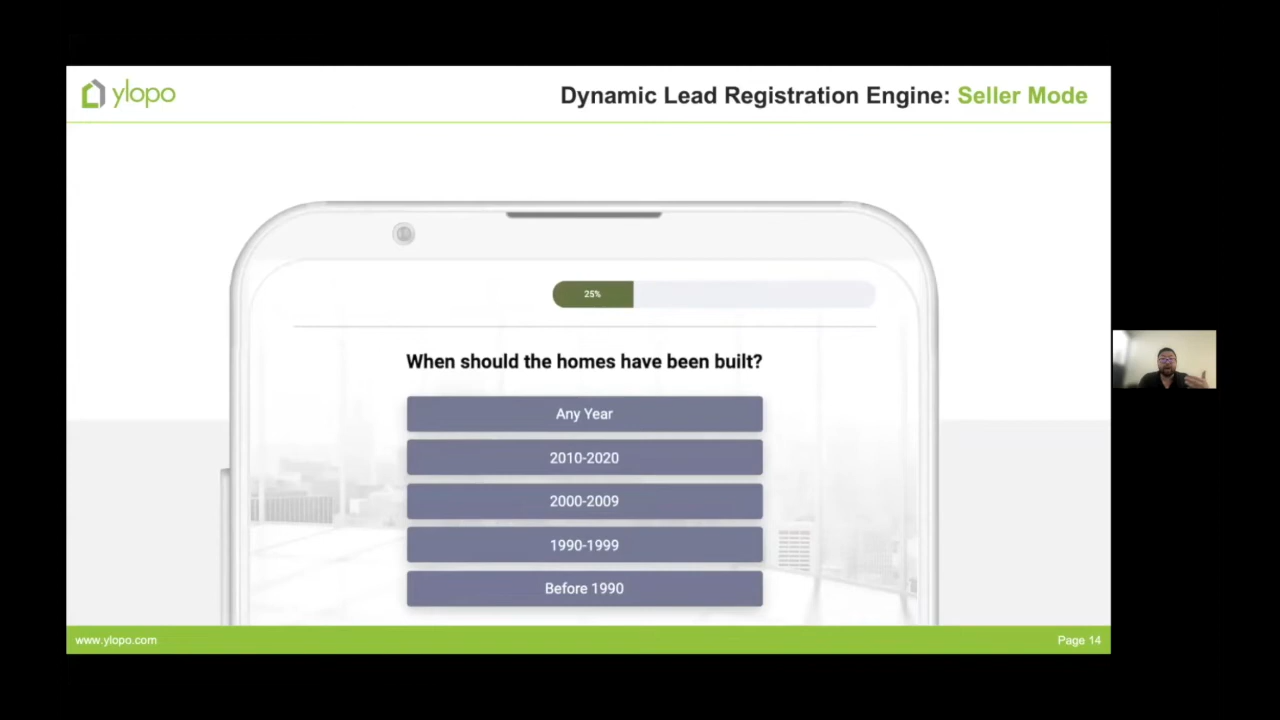 ylopo
Dynamic Lead Registration Engine: Seller Mode
25%
When should the homes have been built?
Any Year
2010-2020
2000-2009
1990-1999
Before 1990
www.ylopo.com
Page 14